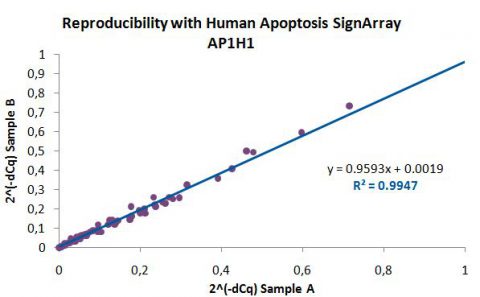 Reproducibility with Human Apoptosis SignArray
AP1H1
2^(-dCq) Sample B
1
0,9
0,8
0,7
0,6
0,5
0,4
0,3
0,2
0,1
0
y = 0.9593x + 0.0019
R² = 0.9947
0 0,2 0,4 0,6 0,8 1
2^(-dCq) Sample A